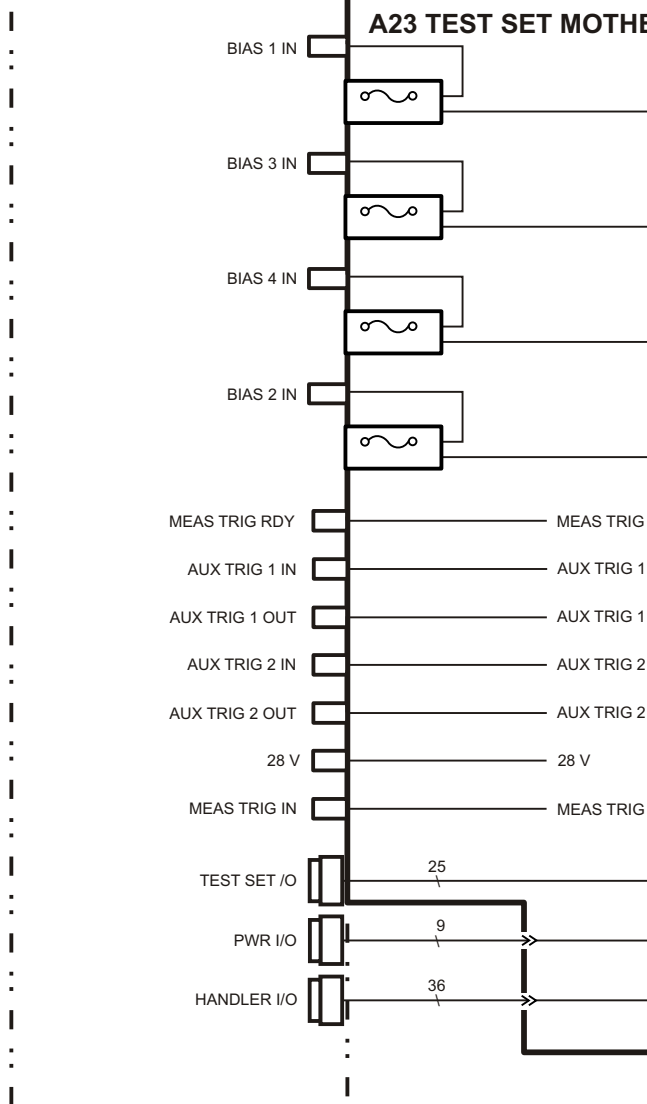 A23 TEST SET MOTHE
BIAS 1 IN
BIAS 3 IN
BIAS 4 IN
BIAS 2 IN
MEAS TRIG RDY MEAS TRIG
AUX TRIG 1 IN AUX TRIG 1
AUX TRIG 1 OUT AUX TRIG 1
AUX TRIG 2 IN AUX TRIG 2
AUX TRIG 2 OUT AUX TRIG 2
28 V 28 V
MEAS TRIG IN MEAS TRIG
TEST SET /O 25
PWR I/O 9
HANDLER I/O 36